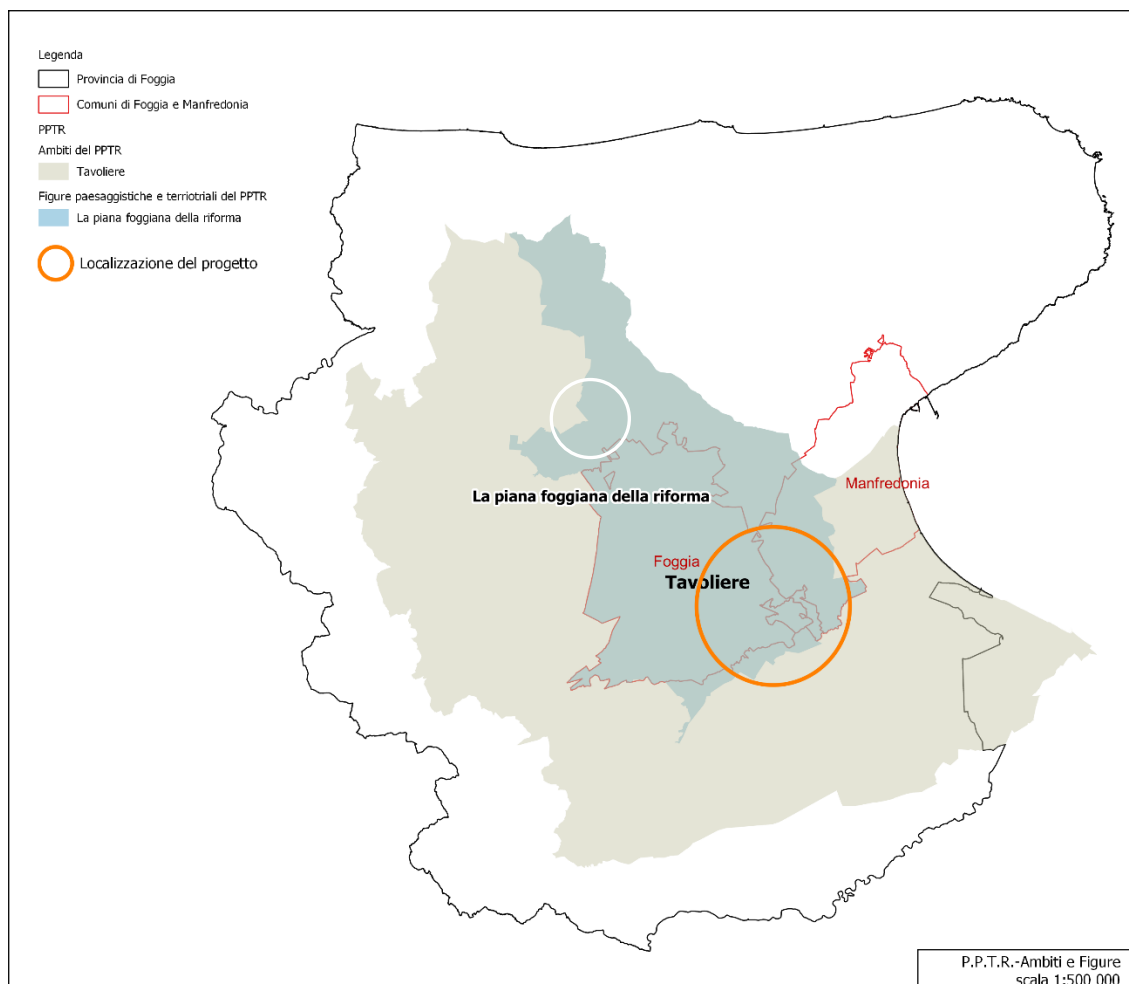 Legenda
Provincia di Foggia
Comuni di Foggia e Manfredonia
PPTR
Ambiti del PPTR
Tavoliere
Figure paesaggistiche e terriotriali del PPTR
La piana foggiana della riforma
Localizzazione del progetto
Manfredonia
La piana foggiana della riforma
Foggia
Tavoliere
P.P.T.R.-Ambiti e Figure
scala 1:500 000